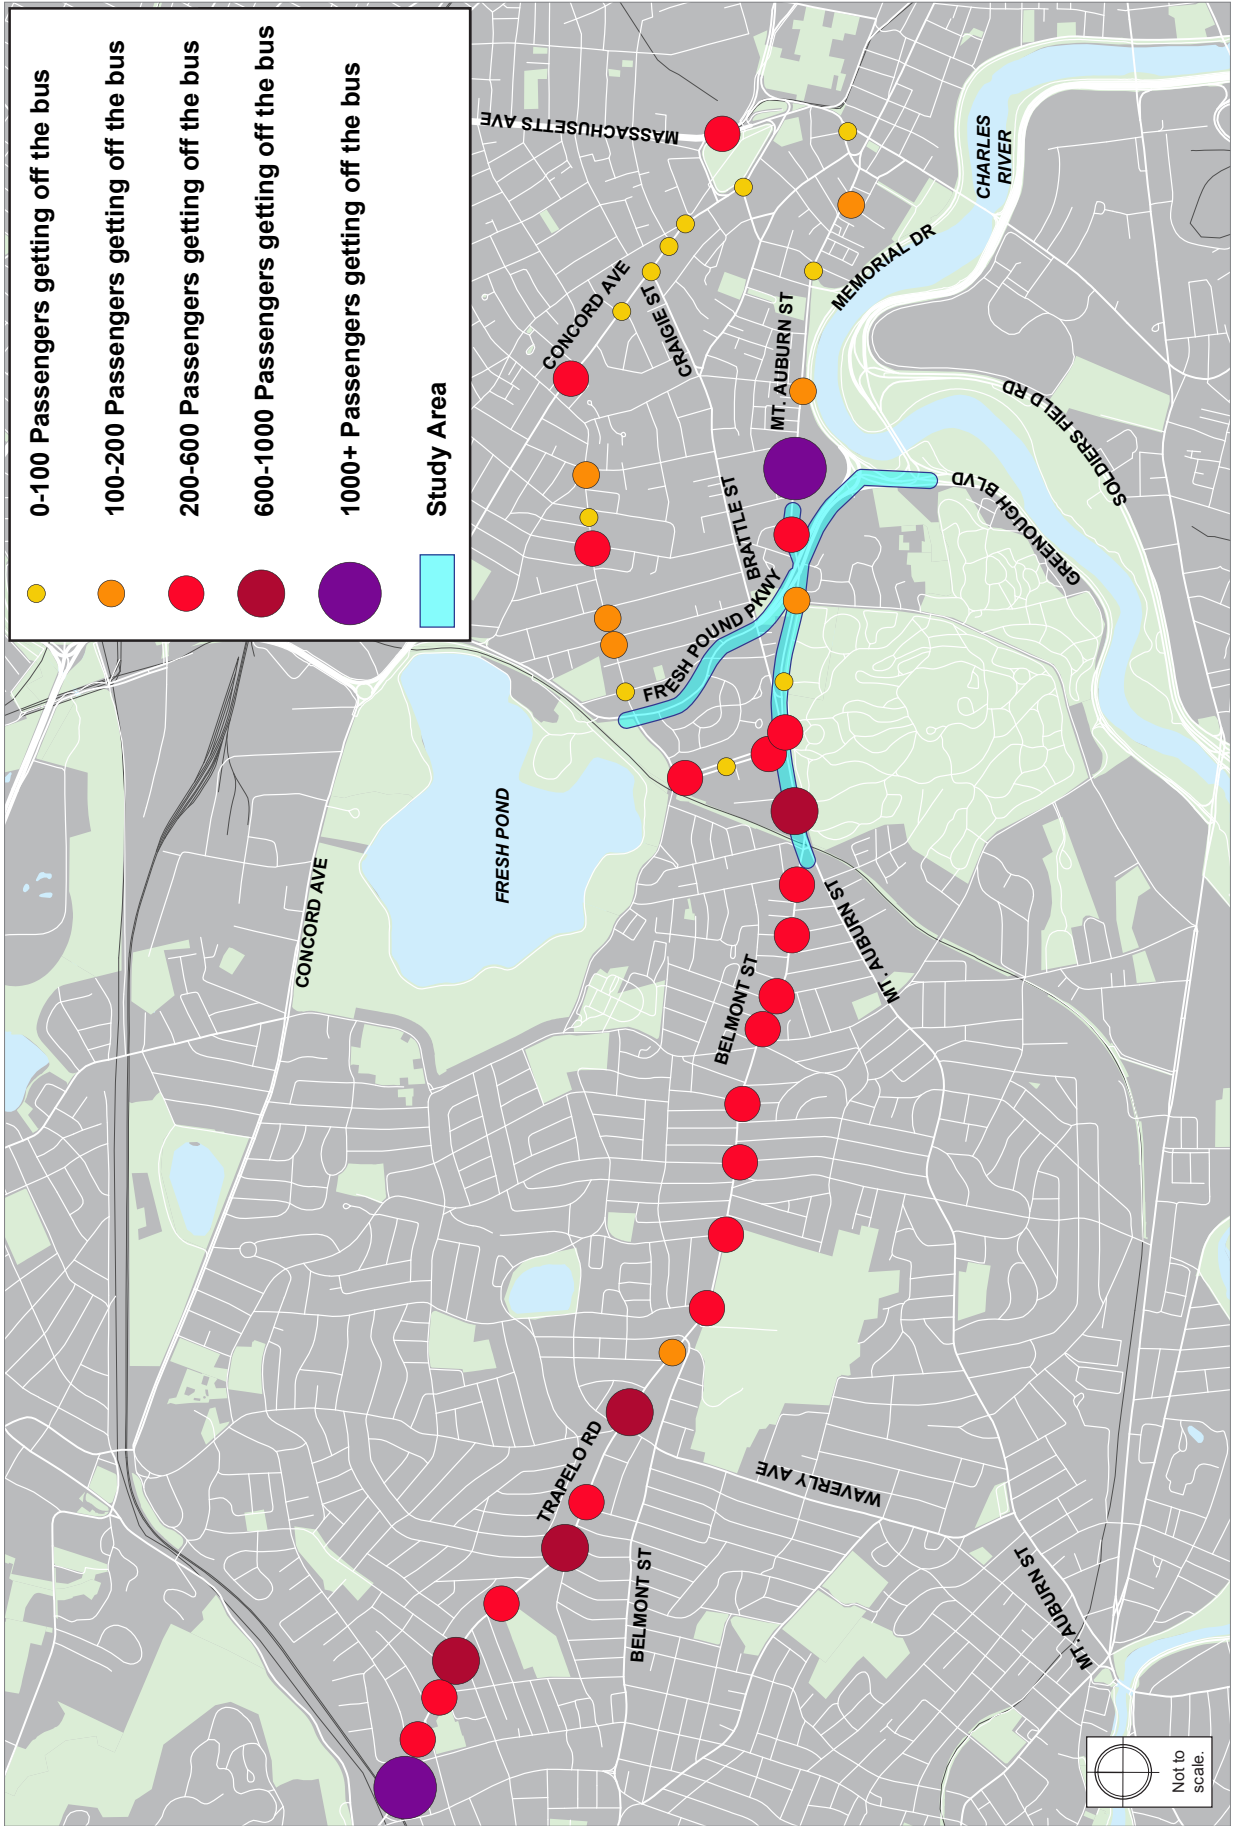 0-100 Passengers getting off the bus
100-200 Passengers getting off the bus
200-600 Passengers getting off the bus
600-1000 Passengers getting off the bus
1000+ Passengers getting off the bus
Study Area
MASSACHUSETTS AVE
CHARLES
RIVER
MEMORIAL DR
CONCORD AVE
CRAIGIE ST
MT. AUBURN ST
SOLDIERS FIELD RD
BRATTLE ST
GREENOUGH BLVD
FRESH POUND PKWY
FRESH POND
CONCORD AVE
MT. AUBURN ST
BELMONT ST
TRAPELO RD
WAVERLY AVE
BELMONT ST
MT. AUBURN ST
Not to
scale.